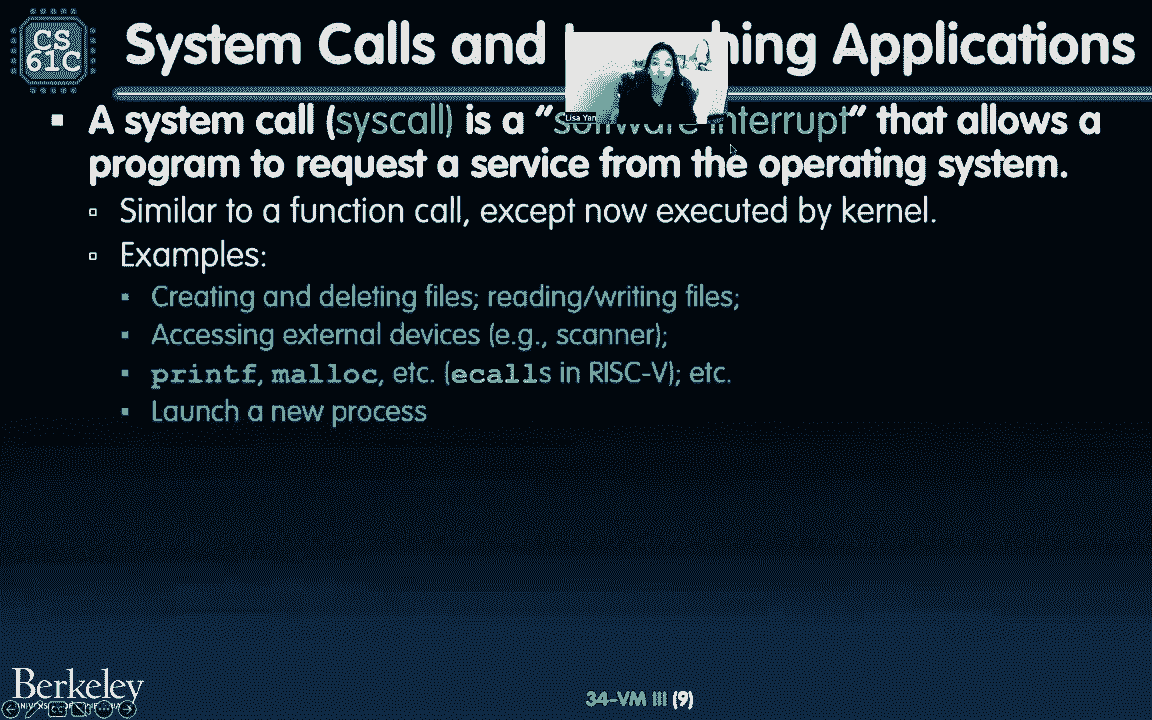 CS
61C
System Calls and hing Applications
Lisa Yan
▪ A system call (syscall) is a “software interrupt” that allows a
program to request a service from the operating system.
▫ Similar to a function call, except now executed by kernel.
▫ Examples:
▪ Creating and deleting files; reading/writing files;
▪ Accessing external devices (e.g., scanner);
▪ printf, malloc, etc. (ecalls in RISC-V); etc.
▪ Launch a new process
Berkeley
34-VM III (9)